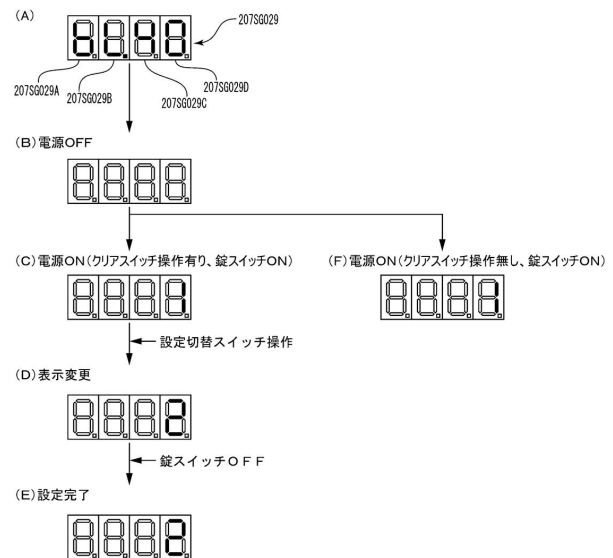 (A)
207SG029
207SG029A 207SG029B 207SG029C 207SG029D
(B)電源OFF
(C)電源ON(クリアスイッチ操作有り、錠スイッチON)
(F)電源ON(クリアスイッチ操作無し、錠スイッチON)
1
1
設定切替スイッチ操作
(D)表示変更
2
錠スイッチOFF
(E)設定完了